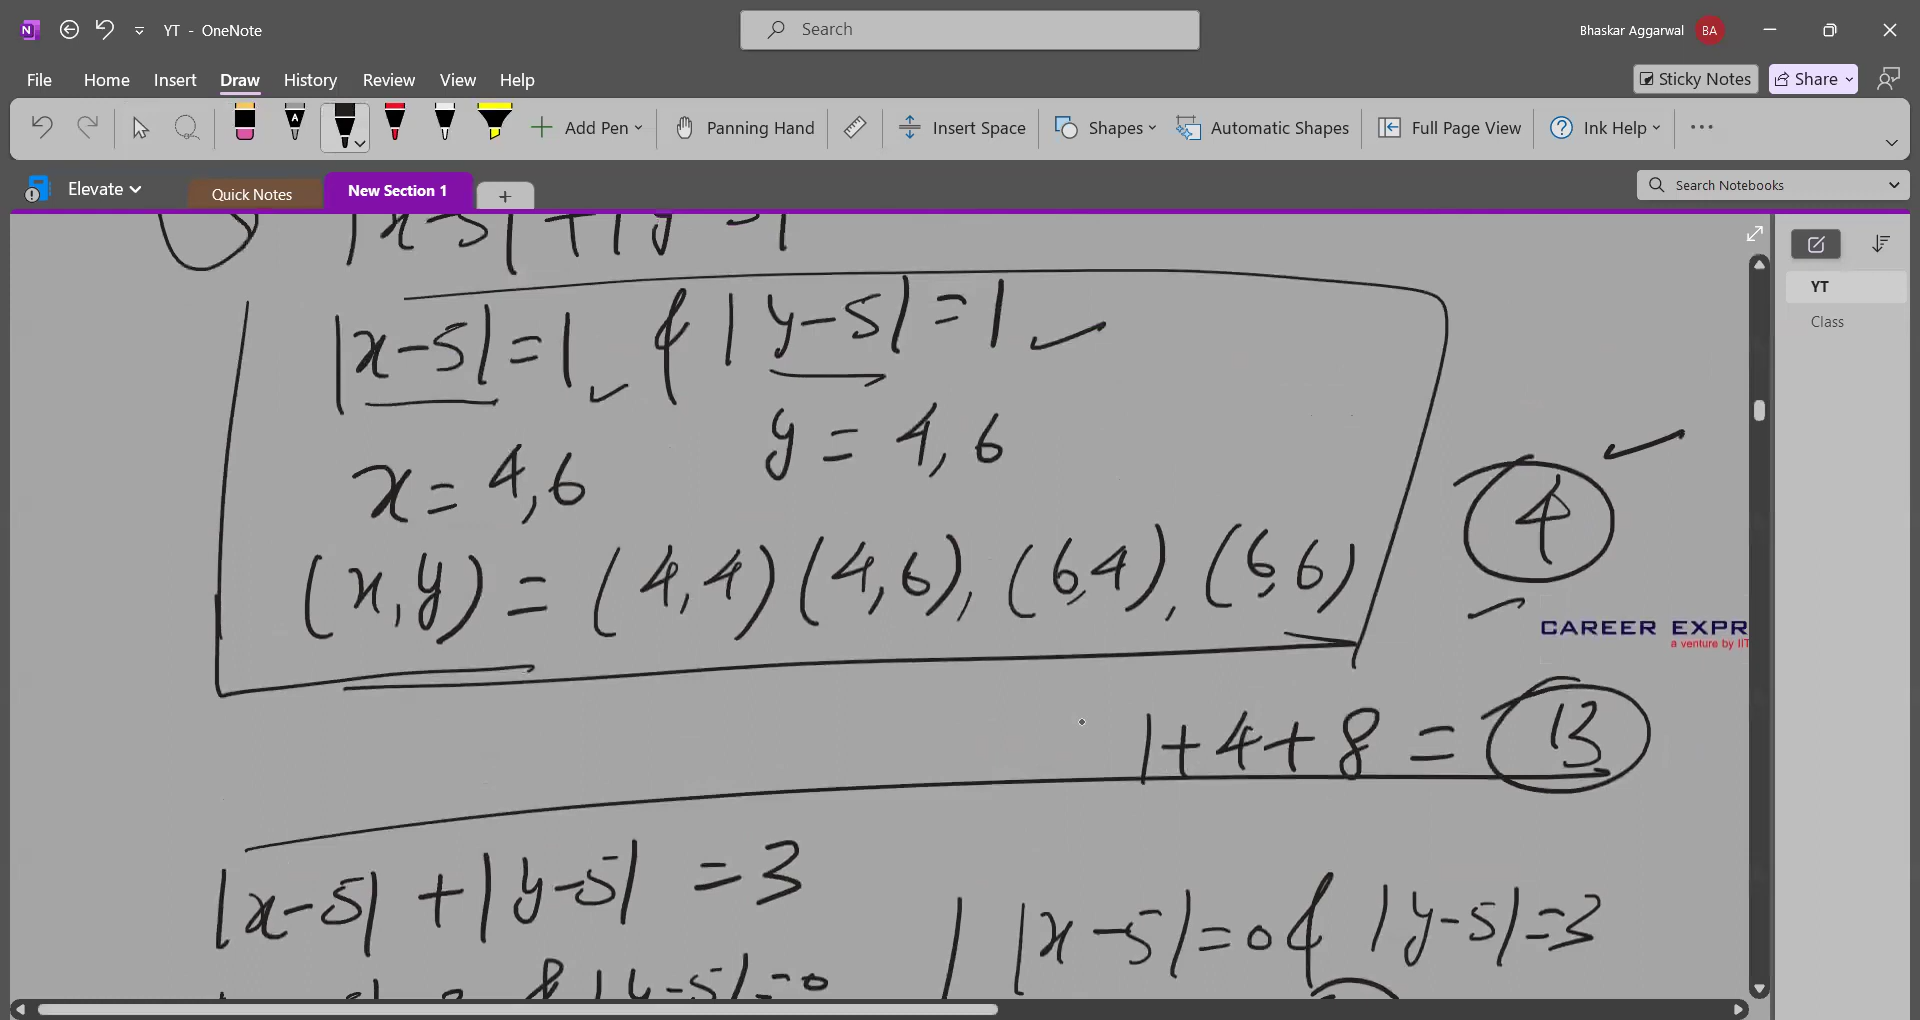 YT - OneNote
Search
Bhaskar Aggarwal BA
File Home Insert Draw History Review View Help
Sticky Notes Share
Add Pen Panning Hand Insert Space Shapes Automatic Shapes Full Page View Ink Help
Elevate Quick Notes New Section 1 + Search Notebooks
YT
Class
|x-5| + |y
|x-5| = 1 & |y-5| = 1
x = 4, 6 y = 4, 6
4
(x, y) = (4, 4) (4, 6), (6, 4), (6, 6)
CAREER EXPR
a venture by IIT
1 + 4 + 8 = 13
|x-5| + |y-5| = 3
|x-5| = 0 & |y-5| = 3
& |y-5| = 0